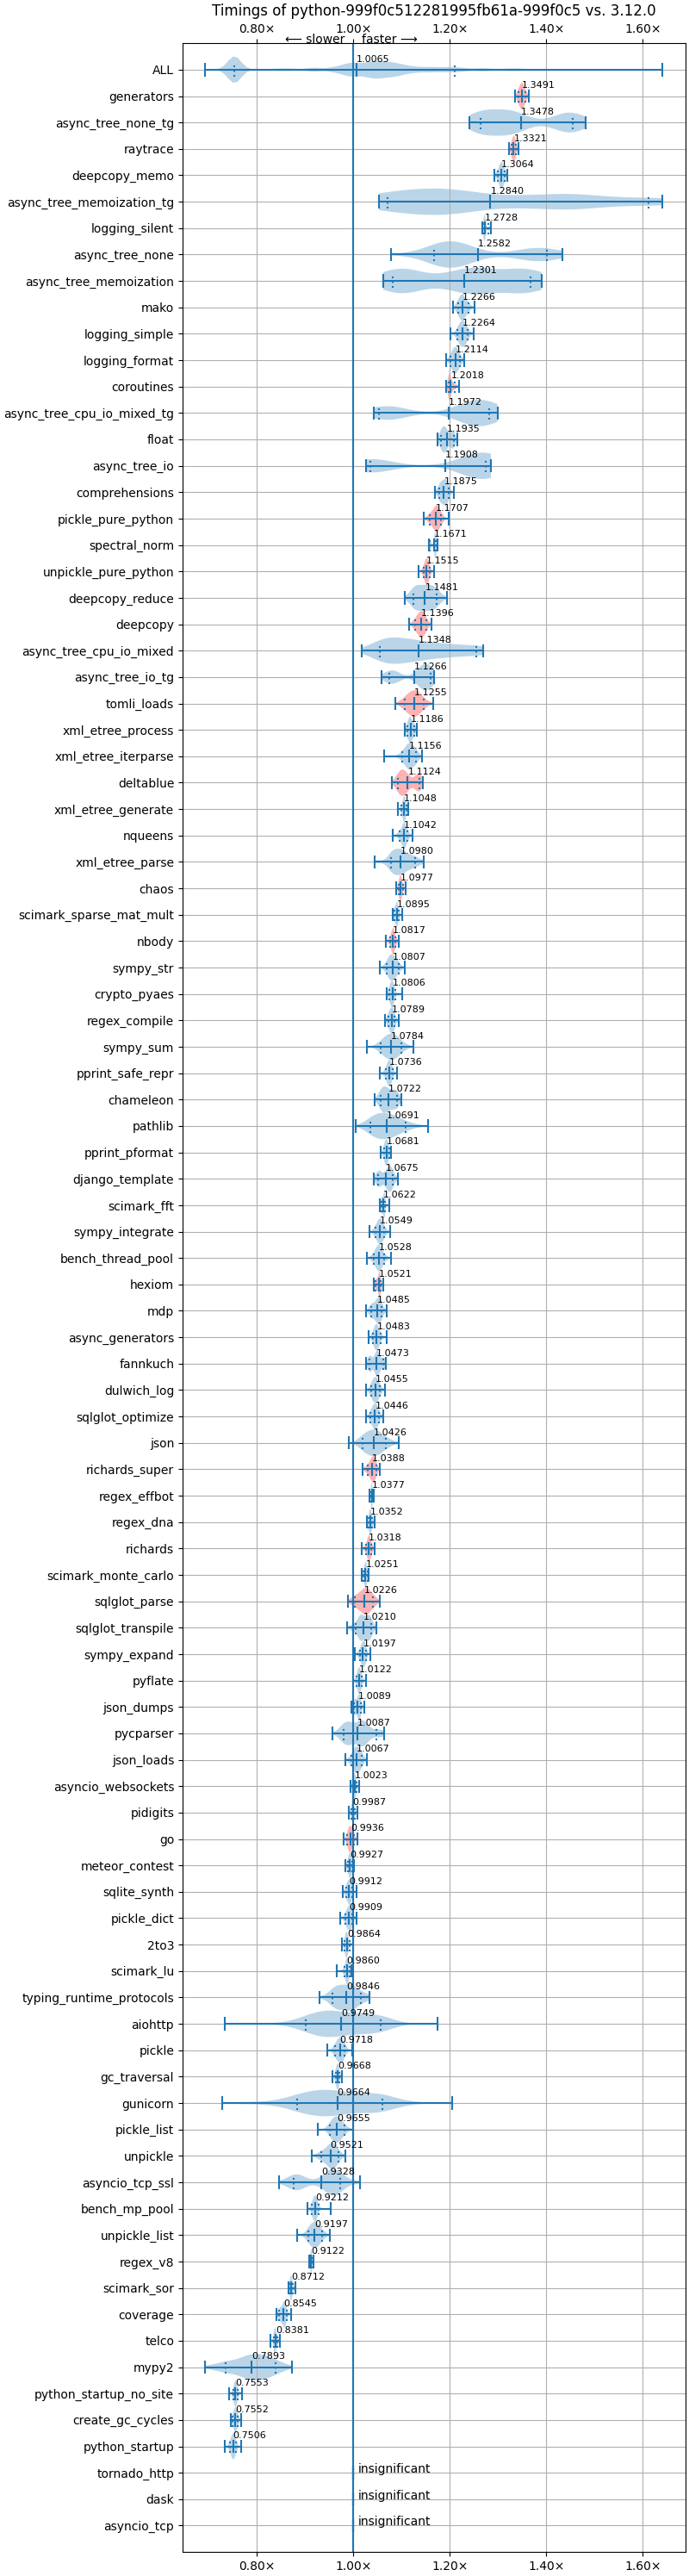 Timings of python-999f0c512281995fb61a-999f0c5 vs. 3.12.0
0.80× 1.00× 1.20× 1.40× 1.60×
⟵ slower faster ⟶
ALL 1.0065
generators 1.3491
async_tree_none_tg 1.3478
raytrace 1.3321
deepcopy_memo 1.3064
async_tree_memoization_tg 1.2840
logging_silent 1.2728
async_tree_none 1.2582
async_tree_memoization 1.2301
mako 1.2266
logging_simple 1.2264
logging_format 1.2114
coroutines 1.2018
async_tree_cpu_io_mixed_tg 1.1972
float 1.1935
async_tree_io 1.1908
comprehensions 1.1875
pickle_pure_python 1.1707
spectral_norm 1.1671
unpickle_pure_python 1.1515
deepcopy_reduce 1.1481
deepcopy 1.1396
async_tree_cpu_io_mixed 1.1348
async_tree_io_tg 1.1266
tomli_loads 1.1255
xml_etree_process 1.1186
xml_etree_iterparse 1.1156
deltablue 1.1124
xml_etree_generate 1.1048
nqueens 1.1042
xml_etree_parse 1.0980
chaos 1.0977
scimark_sparse_mat_mult 1.0895
nbody 1.0817
sympy_str 1.0807
crypto_pyaes 1.0806
regex_compile 1.0789
sympy_sum 1.0784
pprint_safe_repr 1.0736
chameleon 1.0722
pathlib 1.0691
pprint_pformat 1.0681
django_template 1.0675
scimark_fft 1.0622
sympy_integrate 1.0549
bench_thread_pool 1.0528
hexiom 1.0521
mdp 1.0485
async_generators 1.0483
fannkuch 1.0473
dulwich_log 1.0455
sqlglot_optimize 1.0446
json 1.0426
richards_super 1.0388
regex_effbot 1.0377
regex_dna 1.0352
richards 1.0318
scimark_monte_carlo 1.0251
sqlglot_parse 1.0226
sqlglot_transpile 1.0210
sympy_expand 1.0197
pyflate 1.0122
json_dumps 1.0089
pycparser 1.0087
json_loads 1.0067
asyncio_websockets 1.0023
pidigits 0.9987
go 0.9936
meteor_contest 0.9927
sqlite_synth 0.9912
pickle_dict 0.9909
2to3 0.9864
scimark_lu 0.9860
typing_runtime_protocols 0.9846
aiohttp 0.9749
pickle 0.9718
gc_traversal 0.9668
gunicorn 0.9664
pickle_list 0.9655
unpickle 0.9521
asyncio_tcp_ssl 0.9328
bench_mp_pool 0.9212
unpickle_list 0.9197
regex_v8 0.9122
scimark_sor 0.8712
coverage 0.8545
telco 0.8381
mypy2 0.7893
python_startup_no_site 0.7553
create_gc_cycles 0.7552
python_startup 0.7506
tornado_http insignificant
dask insignificant
asyncio_tcp insignificant
0.80× 1.00× 1.20× 1.40× 1.60×